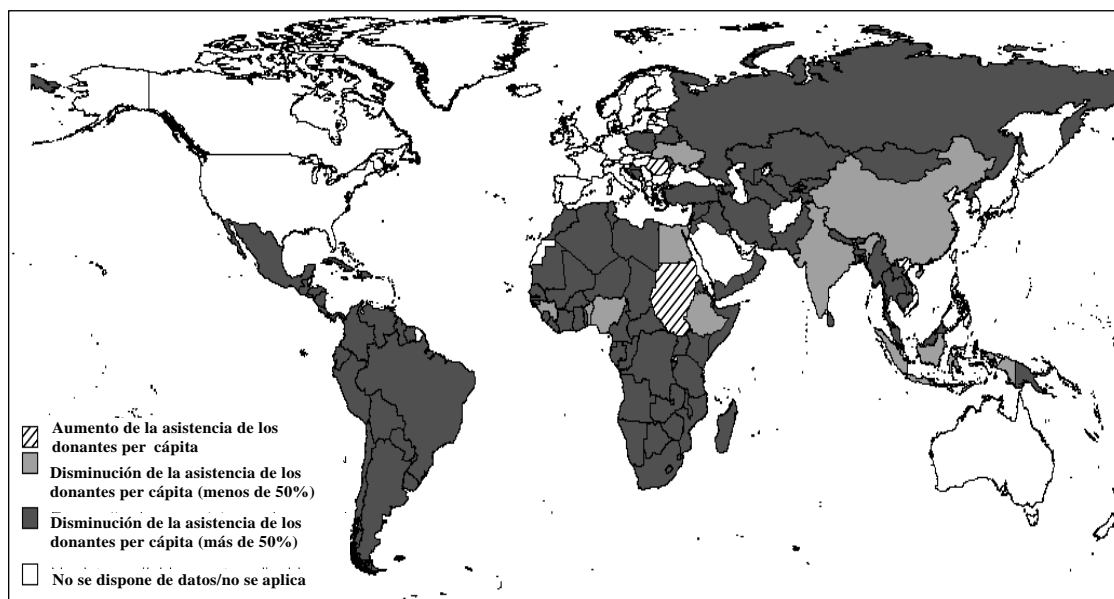 Aumento de la asistencia de los
donantes per cápita
Disminución de la asistencia de los
donantes per cápita (menos de 50%)
Disminución de la asistencia de los
donantes per cápita (más de 50%)
No se dispone de datos/no se aplica